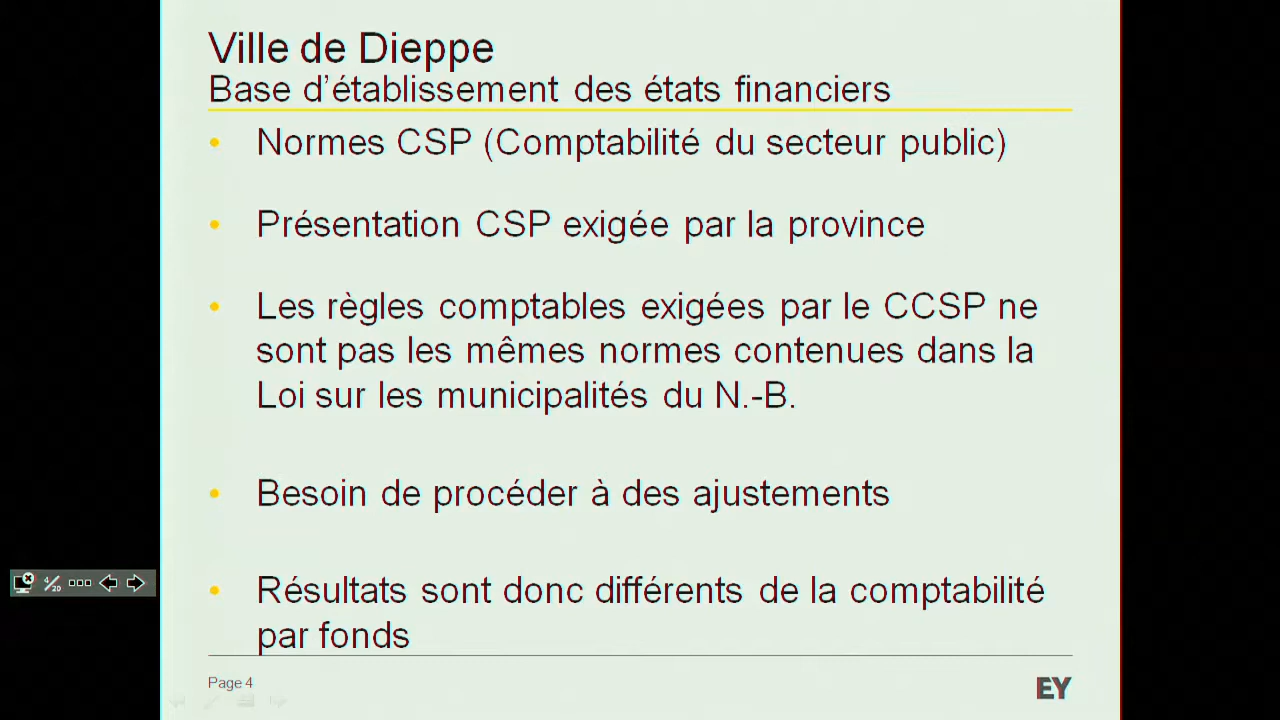 Ville de Dieppe
Base d’établissement des états financiers
• Normes CSP (Comptabilité du secteur public)
• Présentation CSP exigée par la province
• Les règles comptables exigées par le CCSP ne
sont pas les mêmes normes contenues dans la
Loi sur les municipalités du N.-B.
• Besoin de procéder à des ajustements
• Résultats sont donc différents de la comptabilité
par fonds
4/20
Page 4
EY